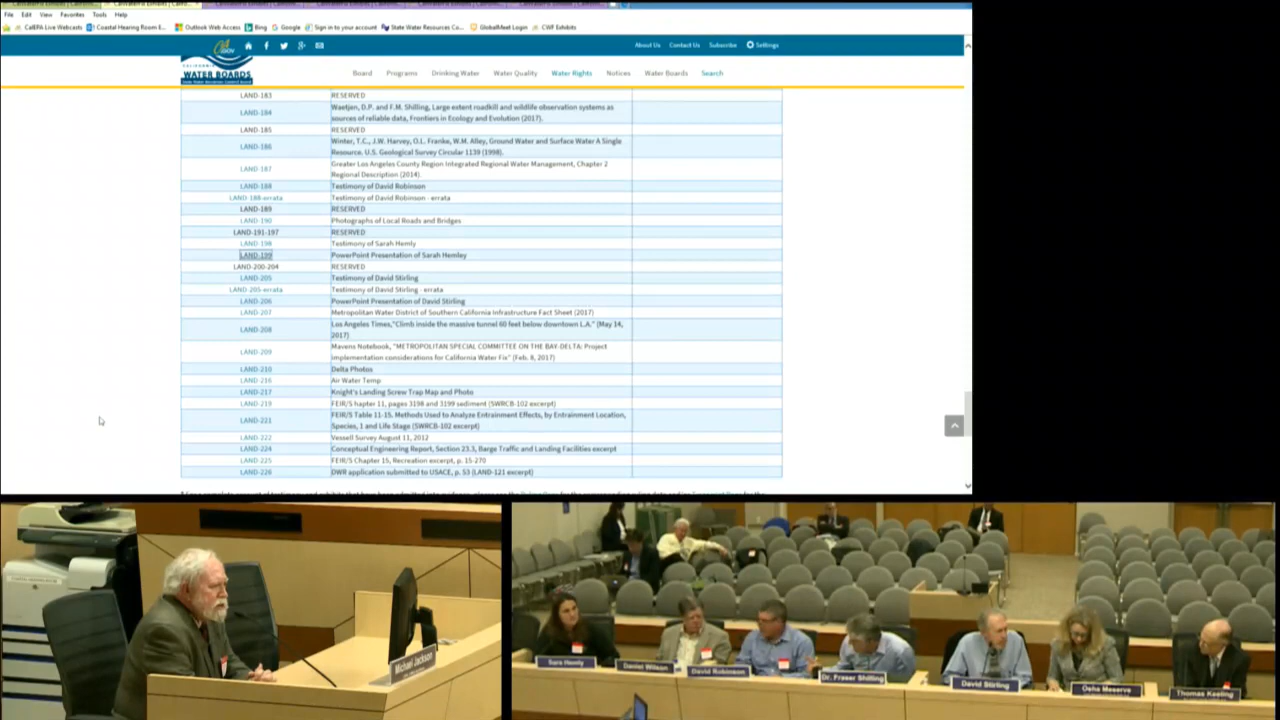 File Edit View Favorites Tools Help
CalEPA Live Webcasts Coastal Hearing Room E... Outlook Web Access Bing Google Sign in to your account State Water Resources Co... GlobalMeet Login CWF Exhibits
About Us Contact Us Subscribe Settings
CA.GOV
CALIFORNIA
WATER BOARDS
Board Programs Drinking Water Water Quality Water Rights Notices Water Boards Search
LAND-183 RESERVED
LAND-184 Waetjen, D.P. and F.M. Shilling, Large extent roadkill and wildlife observation systems as
sources of reliable data, Frontiers in Ecology and Evolution (2017).
LAND-185 RESERVED
LAND-186 Winter, T.C., J.W. Harvey, O.L. Franke, W.M. Alley, Ground Water and Surface Water A Single
Resource. U.S. Geological Survey Circular 1139 (1998).
LAND-187 Greater Los Angeles County Region Integrated Regional Water Management, Chapter 2
Regional Description (2014).
LAND-188 Testimony of David Robinson
LAND-188-errata Testimony of David Robinson - errata
LAND-189 RESERVED
LAND-190 Photographs of Local Roads and Bridges
LAND-191-197 RESERVED
LAND-198 Testimony of Sarah Hemly
LAND-199 PowerPoint Presentation of Sarah Hemley
LAND-200-204 RESERVED
LAND-205 Testimony of David Stirling
LAND-205-errata Testimony of David Stirling - errata
LAND-206 PowerPoint Presentation of David Stirling
LAND-207 Metropolitan Water District of Southern California Infrastructure Fact Sheet (2017)
LAND-208 Los Angeles Times,"Climb inside the massive tunnel 60 feet below downtown L.A." (May 14,
2017)
LAND-209 Mavens Notebook, "METROPOLITAN SPECIAL COMMITTEE ON THE BAY-DELTA: Project
implementation considerations for California Water Fix" (Feb. 8, 2017)
LAND-210 Delta Photos
LAND-216 Air Water Temp
LAND-217 Knight's Landing Screw Trap Map and Photo
LAND-219 FEIR/S hapter 11, pages 3198 and 3199 sediment (SWRCB-102 excerpt)
LAND-221 FEIR/S Table 11-15. Methods Used to Analyze Entrainment Effects, by Entrainment Location,
Species, 1 and Life Stage (SWRCB-102 excerpt)
LAND-222 Vessell Survey August 11, 2012
LAND-224 Conceptual Engineering Report, Section 23.3, Barge Traffic and Landing Facilities excerpt
LAND-225 FEIR/S Chapter 15, Recreation excerpt, p. 15-270
LAND-226 DWR application submitted to USACE, p. 53 (LAND-121 excerpt)
Michael Jackson
Sara Hemly
Daniel Wilson
David Robinson
Dr. Fraser Shilling
David Stirling
Osha Meserve
Thomas Keeling